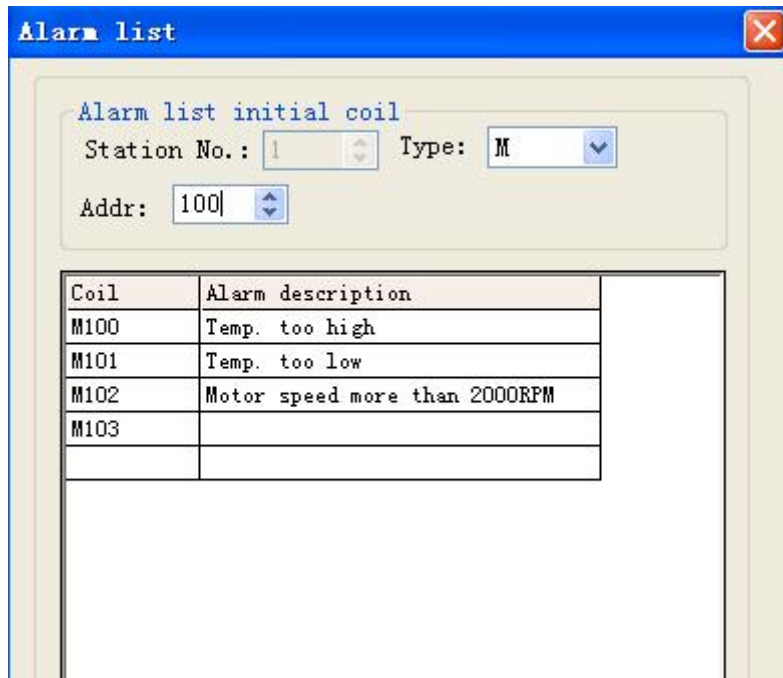 Alarm list
Alarm list initial coil
Station No.: 1 Type: M
Addr: 100
Coil Alarm description
M100 Temp. too high
M101 Temp. too low
M102 Motor speed more than 2000RPM
M103